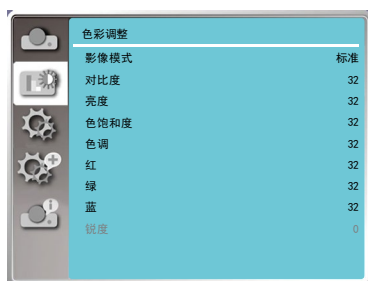 色彩调整
影像模式 标准
对比度 32
亮度 32
色饱和度 32
色调 32
红 32
绿 32
蓝 32
锐度 0